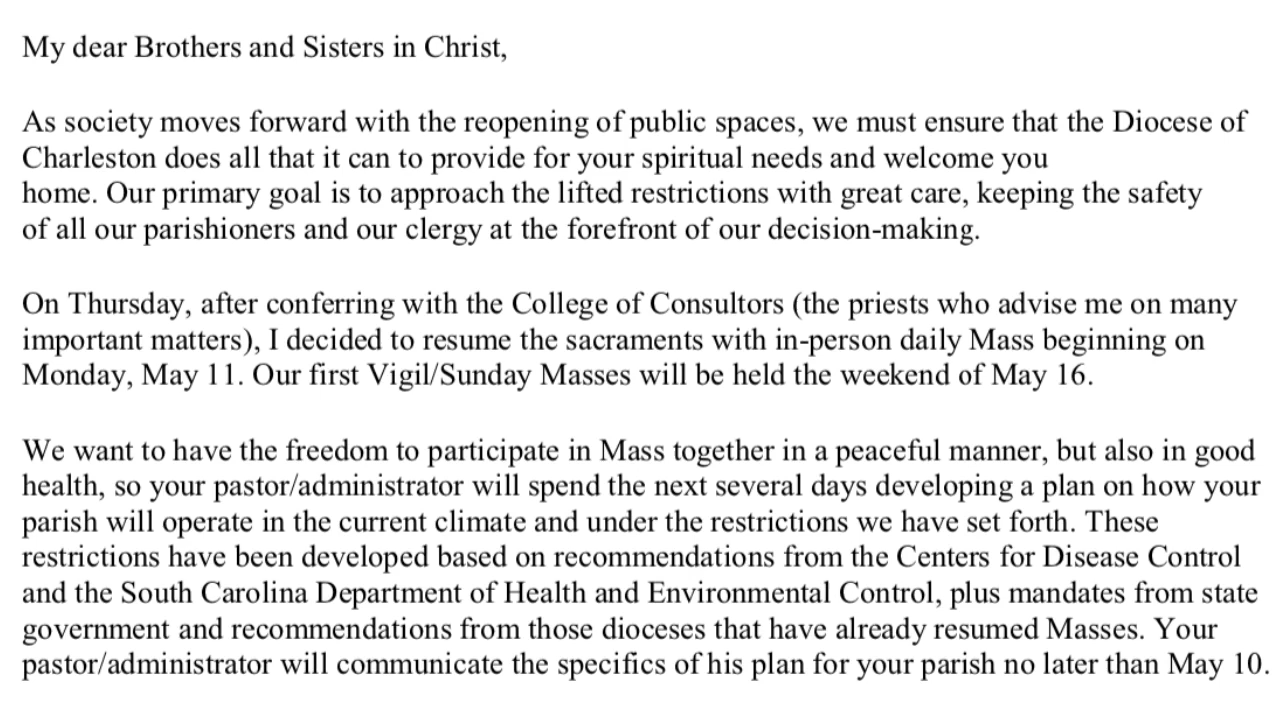 My dear Brothers and Sisters in Christ,
As society moves forward with the reopening of public spaces, we must ensure that the Diocese of
Charleston does all that it can to provide for your spiritual needs and welcome you
home. Our primary goal is to approach the lifted restrictions with great care, keeping the safety
of all our parishioners and our clergy at the forefront of our decision-making.
On Thursday, after conferring with the College of Consultors (the priests who advise me on many
important matters), I decided to resume the sacraments with in-person daily Mass beginning on
Monday, May 11. Our first Vigil/Sunday Masses will be held the weekend of May 16.
We want to have the freedom to participate in Mass together in a peaceful manner, but also in good
health, so your pastor/administrator will spend the next several days developing a plan on how your
parish will operate in the current climate and under the restrictions we have set forth. These
restrictions have been developed based on recommendations from the Centers for Disease Control
and the South Carolina Department of Health and Environmental Control, plus mandates from state
government and recommendations from those dioceses that have already resumed Masses. Your
pastor/administrator will communicate the specifics of his plan for your parish no later than May 10.